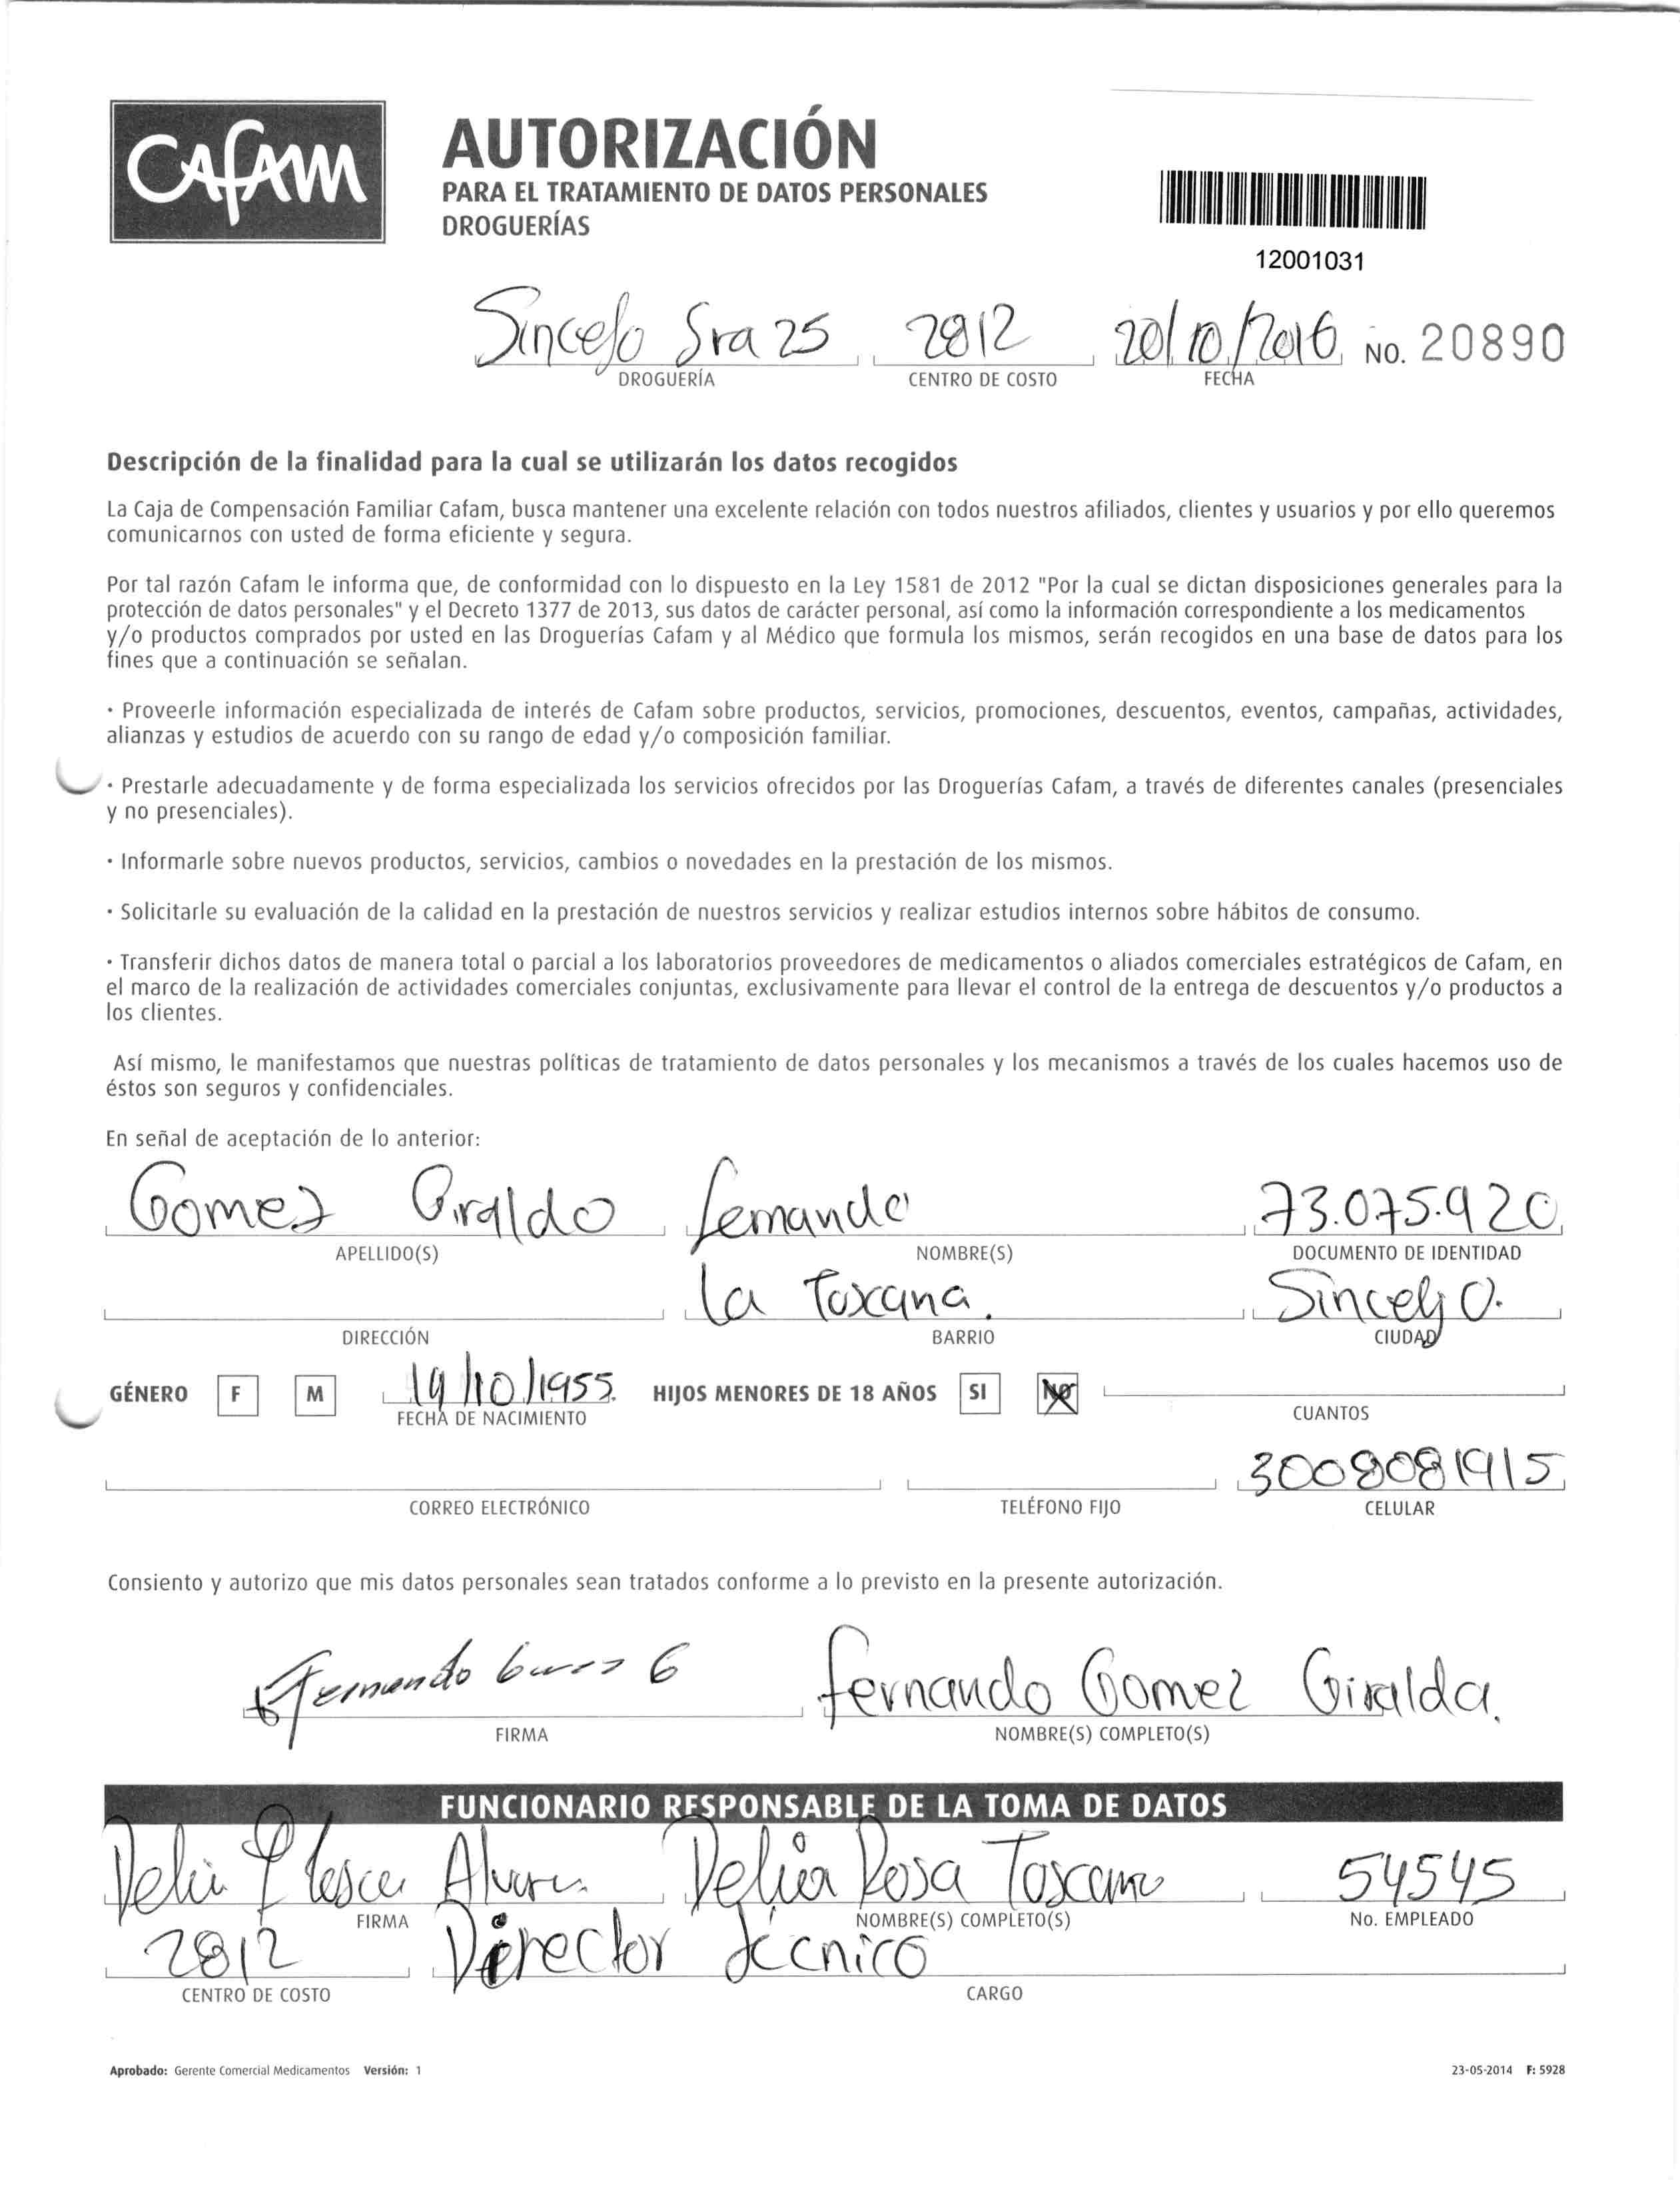 Cafam
AUTORIZACIÓN
PARA EL TRATAMIENTO DE DATOS PERSONALES
DROGUERÍAS
12001031
Sincelejo Sra 25 2812 20/10/2016 NO. 20890
DROGUERÍA CENTRO DE COSTO FECHA
Descripción de la finalidad para la cual se utilizarán los datos recogidos
La Caja de Compensación Familiar Cafam, busca mantener una excelente relación con todos nuestros afiliados, clientes y usuarios y por ello queremos
comunicarnos con usted de forma eficiente y segura.
Por tal razón Cafam le informa que, de conformidad con lo dispuesto en la Ley 1581 de 2012 "Por la cual se dictan disposiciones generales para la
protección de datos personales" y el Decreto 1377 de 2013, sus datos de carácter personal, así como la información correspondiente a los medicamentos
y/o productos comprados por usted en las Droguerías Cafam y al Médico que formula los mismos, serán recogidos en una base de datos para los
fines que a continuación se señalan.
· Proveerle información especializada de interés de Cafam sobre productos, servicios, promociones, descuentos, eventos, campañas, actividades,
alianzas y estudios de acuerdo con su rango de edad y/o composición familiar.
· Prestarle adecuadamente y de forma especializada los servicios ofrecidos por las Droguerías Cafam, a través de diferentes canales (presenciales
y no presenciales).
· Informarle sobre nuevos productos, servicios, cambios o novedades en la prestación de los mismos.
· Solicitarle su evaluación de la calidad en la prestación de nuestros servicios y realizar estudios internos sobre hábitos de consumo.
· Transferir dichos datos de manera total o parcial a los laboratorios proveedores de medicamentos o aliados comerciales estratégicos de Cafam, en
el marco de la realización de actividades comerciales conjuntas, exclusivamente para llevar el control de la entrega de descuentos y/o productos a
los clientes.
Así mismo, le manifestamos que nuestras políticas de tratamiento de datos personales y los mecanismos a través de los cuales hacemos uso de
éstos son seguros y confidenciales.
En señal de aceptación de lo anterior:
Gomez Giraldo Fernando 73.075.920
APELLIDO(S) NOMBRE(S) DOCUMENTO DE IDENTIDAD
La Toxcana. Sincelejo.
DIRECCIÓN BARRIO CIUDAD
GÉNERO F M 19/10/1955. HIJOS MENORES DE 18 AÑOS SI NO
FECHA DE NACIMIENTO CUANTOS
3008081915
CORREO ELECTRÓNICO TELÉFONO FIJO CELULAR
Consiento y autorizo que mis datos personales sean tratados conforme a lo previsto en la presente autorización.
Fernando G Fernando Gomez Giralda.
FIRMA NOMBRE(S) COMPLETO(S)
FUNCIONARIO RESPONSABLE DE LA TOMA DE DATOS
Delia Delia Rosa Toscano 54545
FIRMA NOMBRE(S) COMPLETO(S) No. EMPLEADO
2812 Director técnico
CENTRO DE COSTO CARGO
Aprobado: Gerente Comercial Medicamentos Versión: 1 23-05-2014 F: 5928